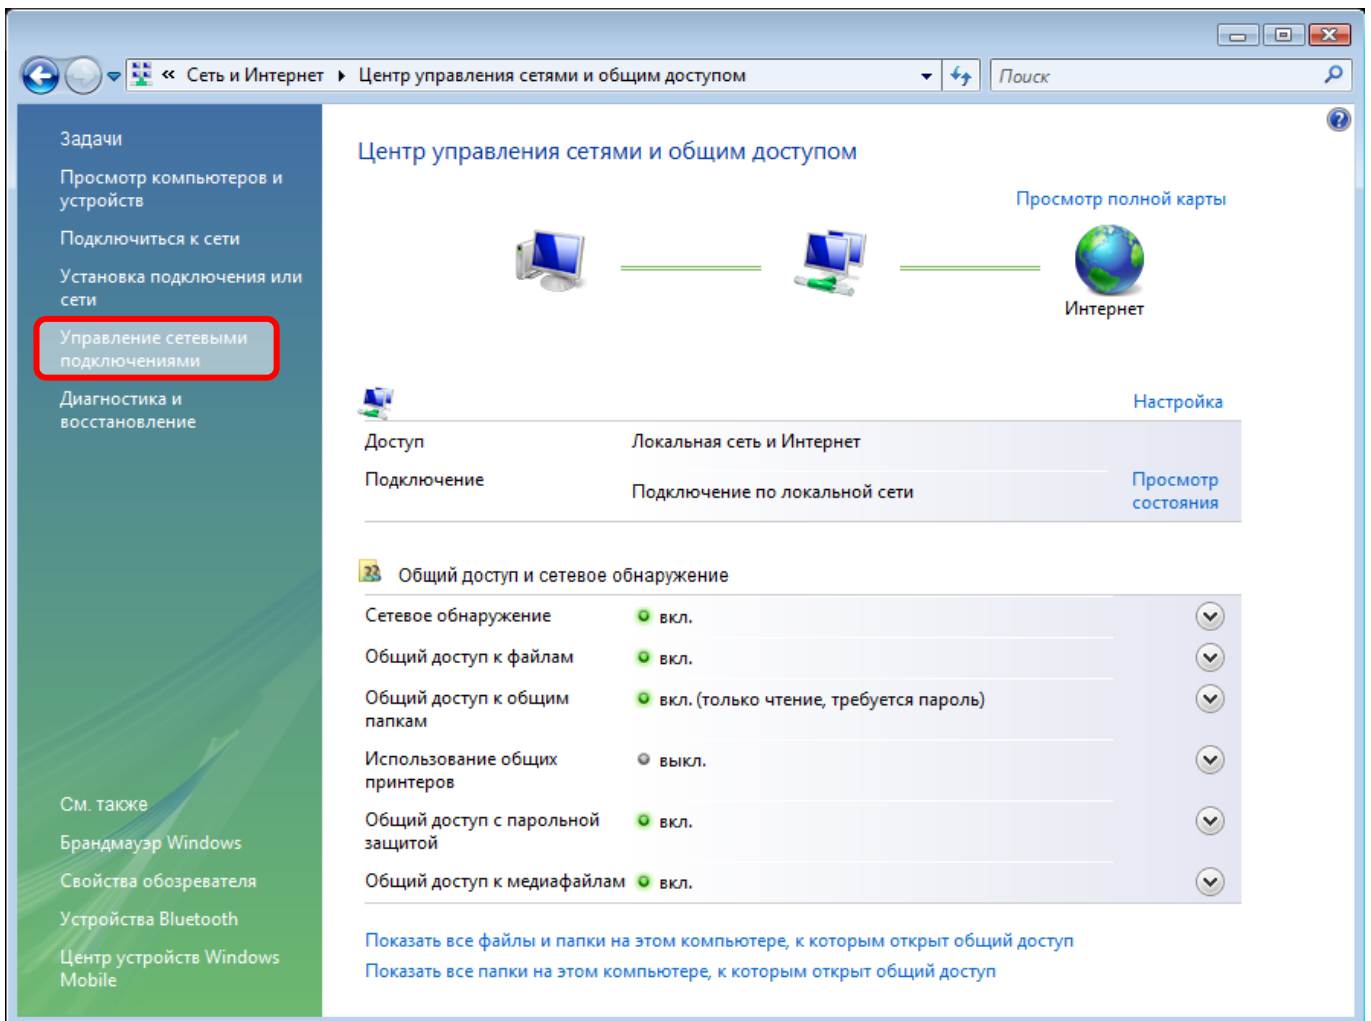 « Сеть и Интернет Центр управления сетями и общим доступом Поиск
Задачи
Просмотр компьютеров и
устройств
Подключиться к сети
Установка подключения или
сети
Управление сетевыми
подключениями
Диагностика и
восстановление
См. также
Брандмауэр Windows
Свойства обозревателя
Устройства Bluetooth
Центр устройств Windows
Mobile
Центр управления сетями и общим доступом
Просмотр полной карты
Интернет
Настройка
Доступ Локальная сеть и Интернет
Подключение Подключение по локальной сети Просмотр
состояния
Общий доступ и сетевое обнаружение
Сетевое обнаружение вкл.
Общий доступ к файлам вкл.
Общий доступ к общим вкл. (только чтение, требуется пароль)
папкам
Использование общих выкл.
принтеров
Общий доступ с парольной вкл.
защитой
Общий доступ к медиафайлам вкл.
Показать все файлы и папки на этом компьютере, к которым открыт общий доступ
Показать все папки на этом компьютере, к которым открыт общий доступ